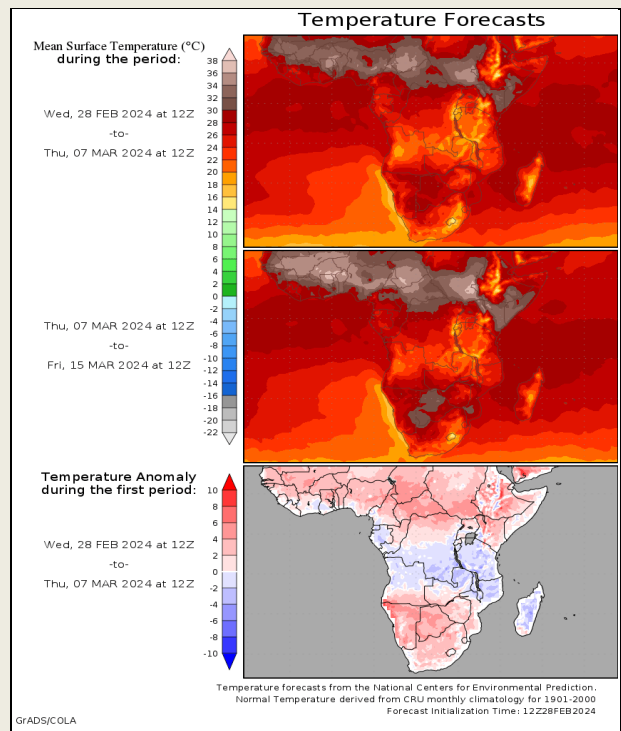 Temperature Forecasts
Mean Surface Temperature (°C)
during the period:
38
36
34
32
30
28
26
24
22
20
18
16
14
12
10
8
6
4
2
0
-2
-4
-6
-8
-10
-12
-14
-16
-18
-20
-22
Wed, 28 FEB 2024 at 12Z
-to-
Thu, 07 MAR 2024 at 12Z
Thu, 07 MAR 2024 at 12Z
-to-
Fri, 15 MAR 2024 at 12Z
Temperature Anomaly
during the first period:
10
8
6
4
2
0
-2
-4
-6
-8
-10
Wed, 28 FEB 2024 at 12Z
-to-
Thu, 07 MAR 2024 at 12Z
Temperature forecasts from the National Centers for Environmental Prediction.
Normal Temperature derived from CRU monthly climatology for 1901-2000
Forecast Initialization Time: 12Z28FEB2024
GrADS/COLA